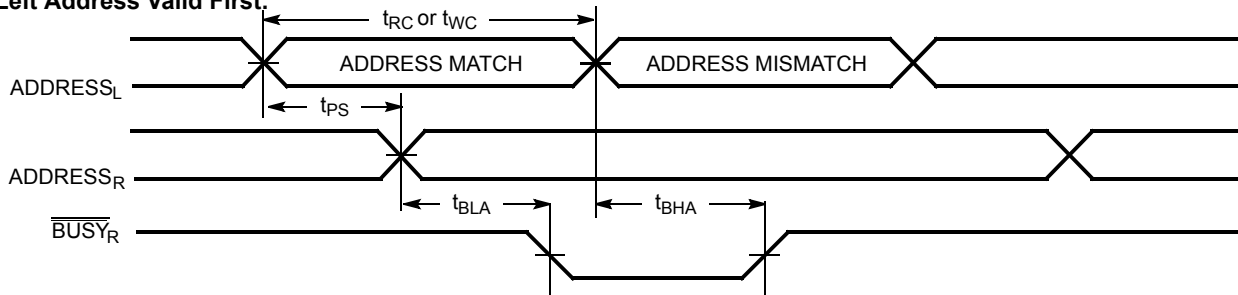 Left Address Valid First:
tRC or tWC
ADDRESS MATCH
ADDRESS MISMATCH
ADDRESSL
tPS
ADDRESSR
tBLA
tBHA
BUSYR